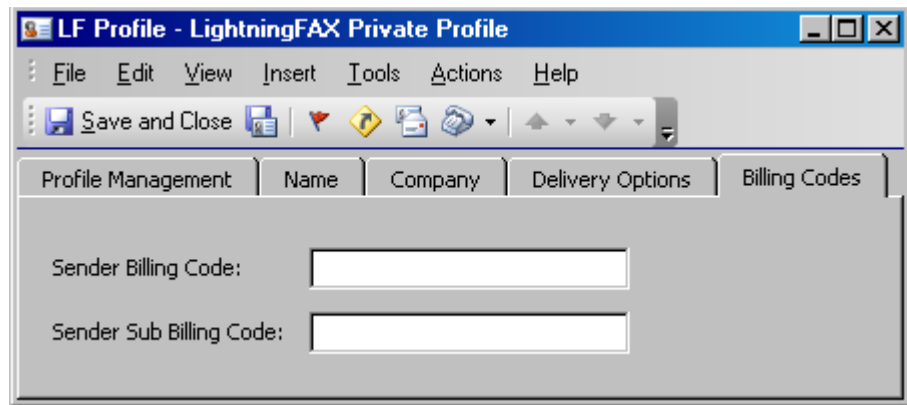 LF Profile - LightningFAX Private Profile
File Edit View Insert Tools Actions Help
Save and Close
Profile Management Name Company Delivery Options Billing Codes
Sender Billing Code:
Sender Sub Billing Code: